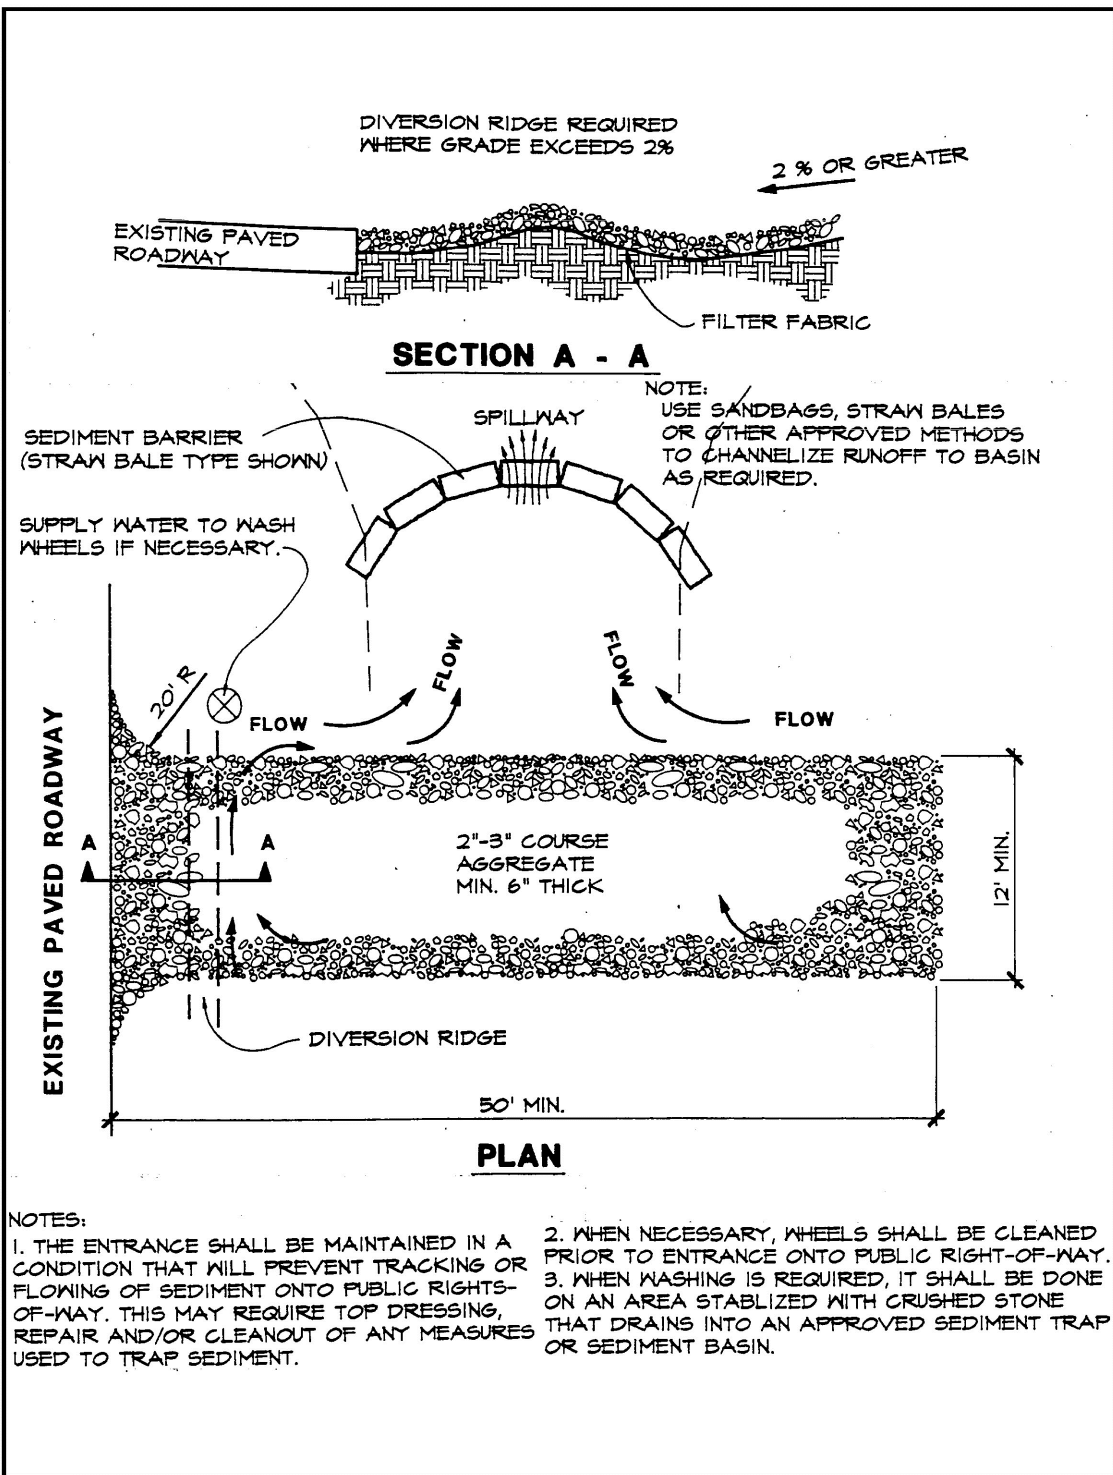 DIVERSION RIDGE REQUIRED
WHERE GRADE EXCEEDS 2%
2 % OR GREATER
EXISTING PAVED
ROADWAY
FILTER FABRIC
SECTION A - A
NOTE:
USE SANDBAGS, STRAW BALES
OR OTHER APPROVED METHODS
TO CHANNELIZE RUNOFF TO BASIN
AS REQUIRED.
SPILLWAY
SEDIMENT BARRIER
(STRAW BALE TYPE SHOWN)
SUPPLY WATER TO WASH
WHEELS IF NECESSARY.
FLOW
FLOW
20' R
FLOW
FLOW
EXISTING PAVED ROADWAY
A
A
2"-3" COURSE
AGGREGATE
MIN. 6" THICK
12' MIN.
DIVERSION RIDGE
50' MIN.
PLAN
NOTES:
1. THE ENTRANCE SHALL BE MAINTAINED IN A
CONDITION THAT WILL PREVENT TRACKING OR
FLOWING OF SEDIMENT ONTO PUBLIC RIGHTS-
OF-WAY. THIS MAY REQUIRE TOP DRESSING,
REPAIR AND/OR CLEANOUT OF ANY MEASURES
USED TO TRAP SEDIMENT.
2. WHEN NECESSARY, WHEELS SHALL BE CLEANED
PRIOR TO ENTRANCE ONTO PUBLIC RIGHT-OF-WAY.
3. WHEN WASHING IS REQUIRED, IT SHALL BE DONE
ON AN AREA STABLIZED WITH CRUSHED STONE
THAT DRAINS INTO AN APPROVED SEDIMENT TRAP
OR SEDIMENT BASIN.